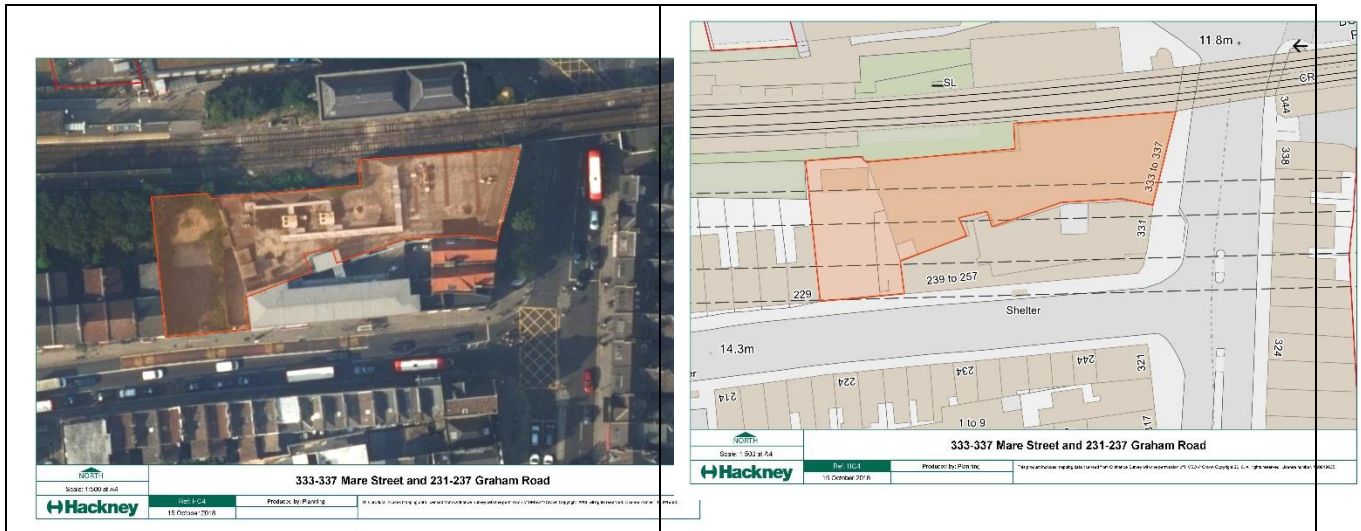 NORTH
Scale: 1:500 at A4
Hackney
333-337 Mare Street and 231-237 Graham Road
Ref: HC4
Produced by: Planning
15 October 2018
11.8m
SL
CR
344
338
333 to 337
331
239 to 257
229
Shelter
14.3m
324
321
244
234
224
214
1 to 9
317
NORTH
Scale: 1:500 at A4
Hackney
333-337 Mare Street and 231-237 Graham Road
Ref: HC4
Produced by: Planning
15 October 2018